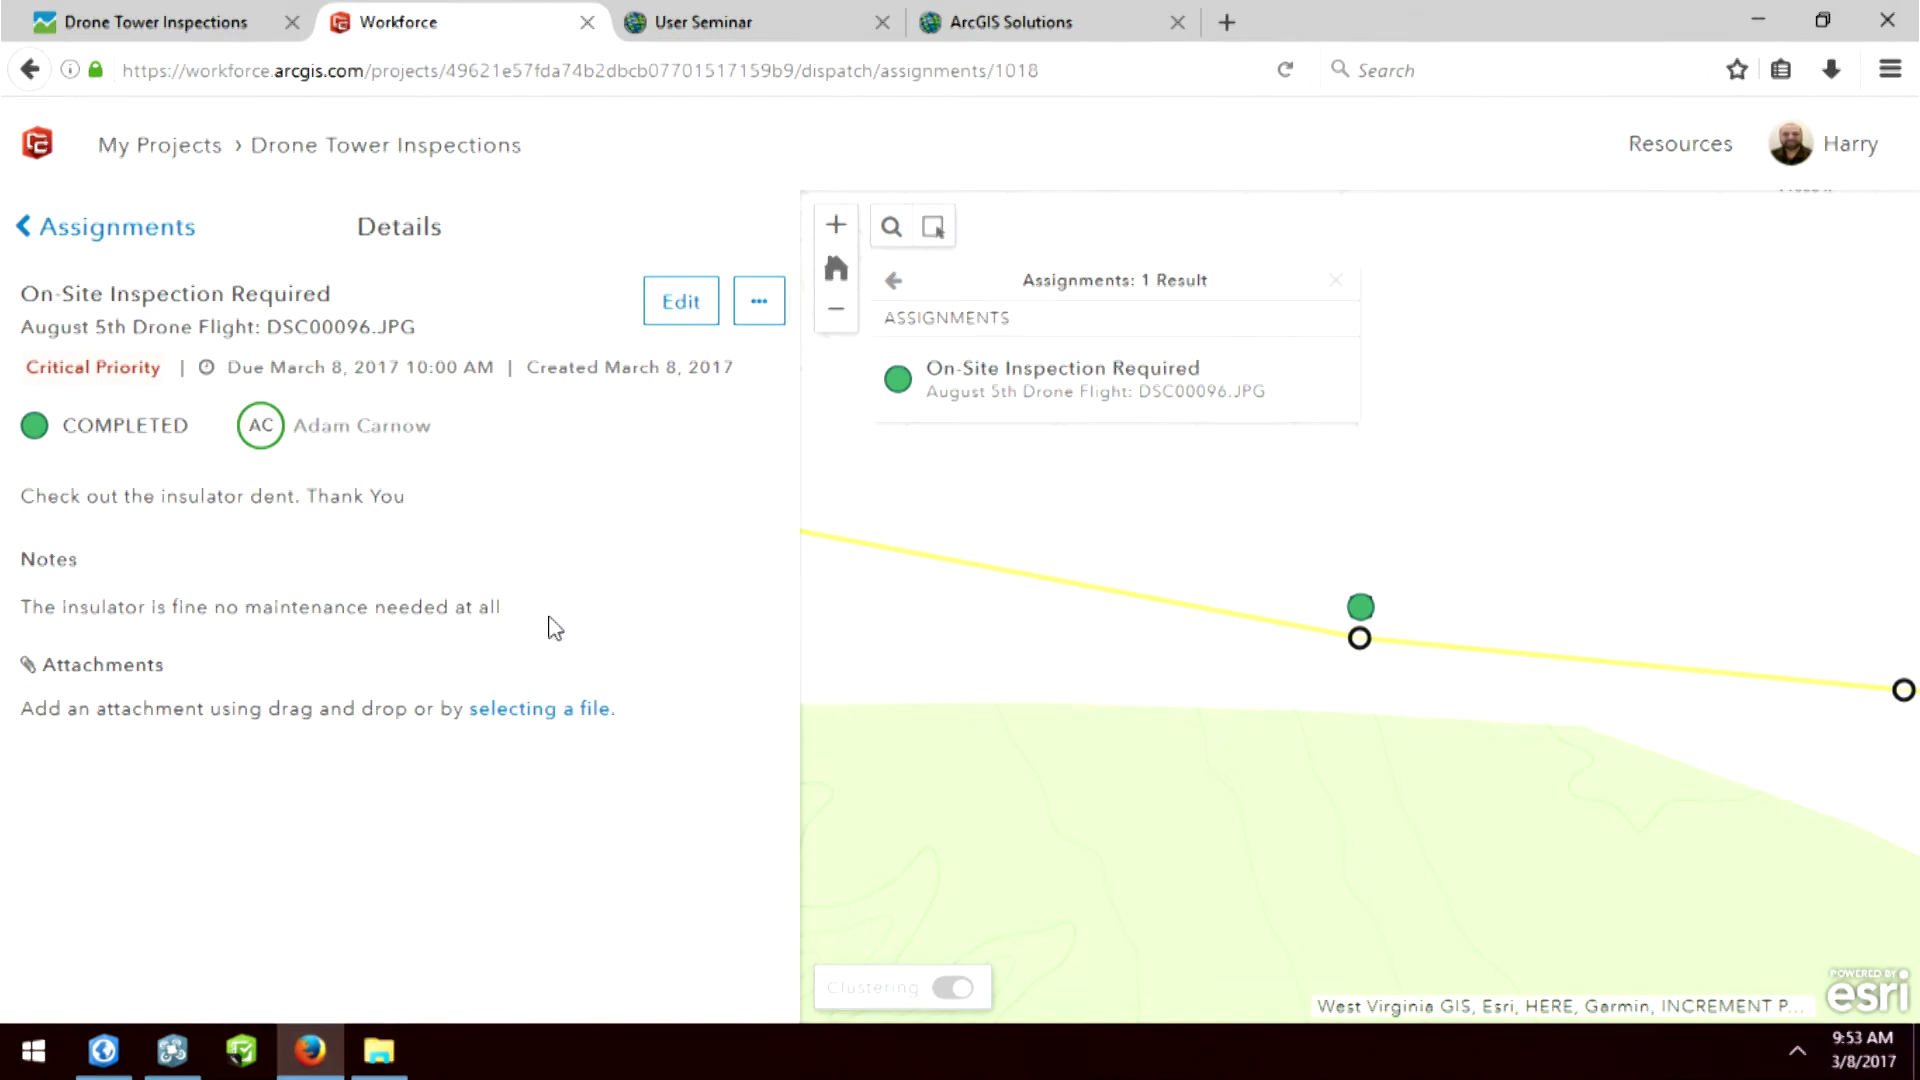 Drone Tower Inspections
Workforce
User Seminar
ArcGIS Solutions
https://workforce.arcgis.com/projects/49621e57fda74b2dbcb07701517159b9/dispatch/assignments/1018
Search
My Projects › Drone Tower Inspections
Resources
Harry
Assignments
Details
On-Site Inspection Required
August 5th Drone Flight: DSC00096.JPG
Edit
Critical Priority | Due March 8, 2017 10:00 AM | Created March 8, 2017
COMPLETED
AC Adam Carnow
Check out the insulator dent. Thank You
Notes
The insulator is fine no maintenance needed at all
Attachments
Add an attachment using drag and drop or by selecting a file.
Assignments: 1 Result
ASSIGNMENTS
On-Site Inspection Required
August 5th Drone Flight: DSC00096.JPG
Clustering
West Virginia GIS, Esri, HERE, Garmin, INCREMENT P...
POWERED BY
esri
9:53 AM
3/8/2017